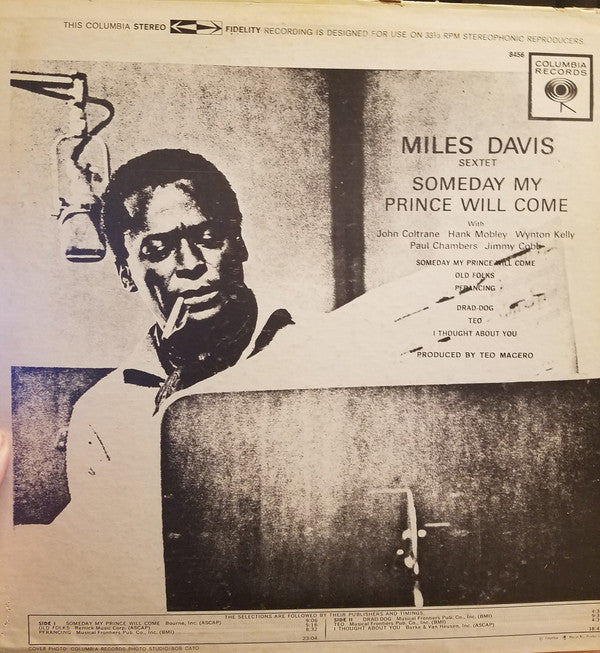 THIS COLUMBIA STEREO FIDELITY RECORDING IS DESIGNED FOR USE ON 33⅓ RPM STEREOPHONIC REPRODUCERS.
8456
COLUMBIA
RECORDS
MILES DAVIS
SEXTET
SOMEDAY MY
PRINCE WILL COME
With
John Coltrane Hank Mobley Wynton Kelly
Paul Chambers Jimmy Cobb
SOMEDAY MY PRINCE WILL COME
OLD FOLKS
PFRANCING
DRAD-DOG
TEO
I THOUGHT ABOUT YOU
PRODUCED BY TEO MACERO
THE SELECTIONS ARE FOLLOWED BY THEIR PUBLISHERS AND TIMINGS.
SIDE I SOMEDAY MY PRINCE WILL COME Bourne, Inc. (ASCAP) 9:06
OLD FOLKS Remick Music Corp. (ASCAP) 5:16
PFRANCING Musical Frontiers Pub. Co., Inc. (BMI) 8:32
23:04
SIDE II DRAD-DOG Musical Frontiers Pub. Co., Inc. (BMI)
TEO Musical Frontiers Pub. Co., Inc. (BMI)
I THOUGHT ABOUT YOU Burke & Van Heusen, Inc. (BMI)
COVER PHOTO: COLUMBIA RECORDS PHOTO STUDIO/BOB CATO